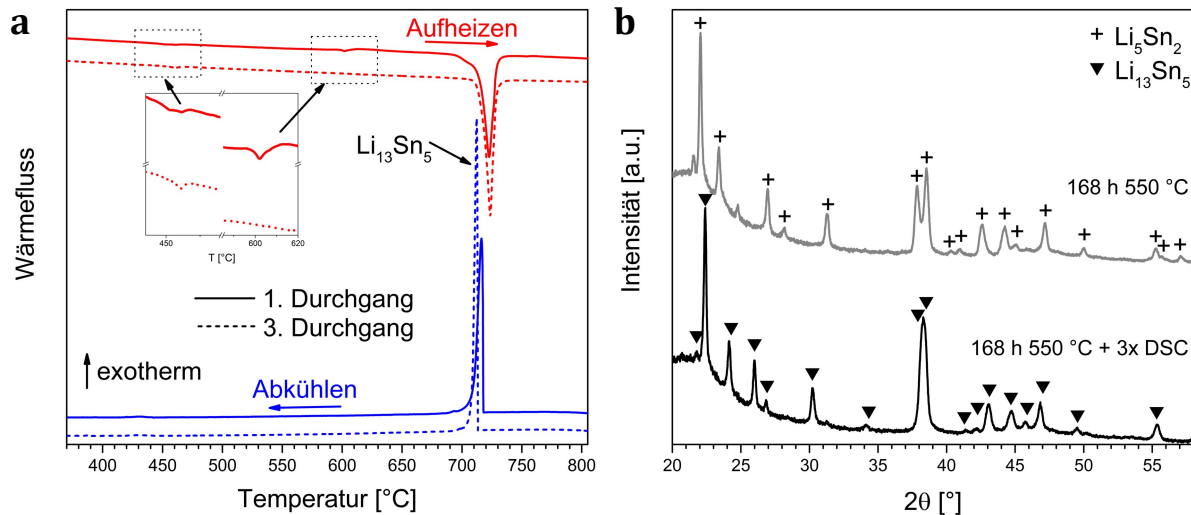 a
Aufheizen
450
600
620
T [°C]
Li13Sn5
1. Durchgang
3. Durchgang
exotherm
Abkühlen
Wärmefluss
400
450
500
550
600
650
700
750
800
Temperatur [°C]
b
+ Li5Sn2
▼ Li13Sn5
168 h 550 °C
168 h 550 °C + 3x DSC
Intensität [a.u.]
20
25
30
35
40
45
50
55
2θ [°]